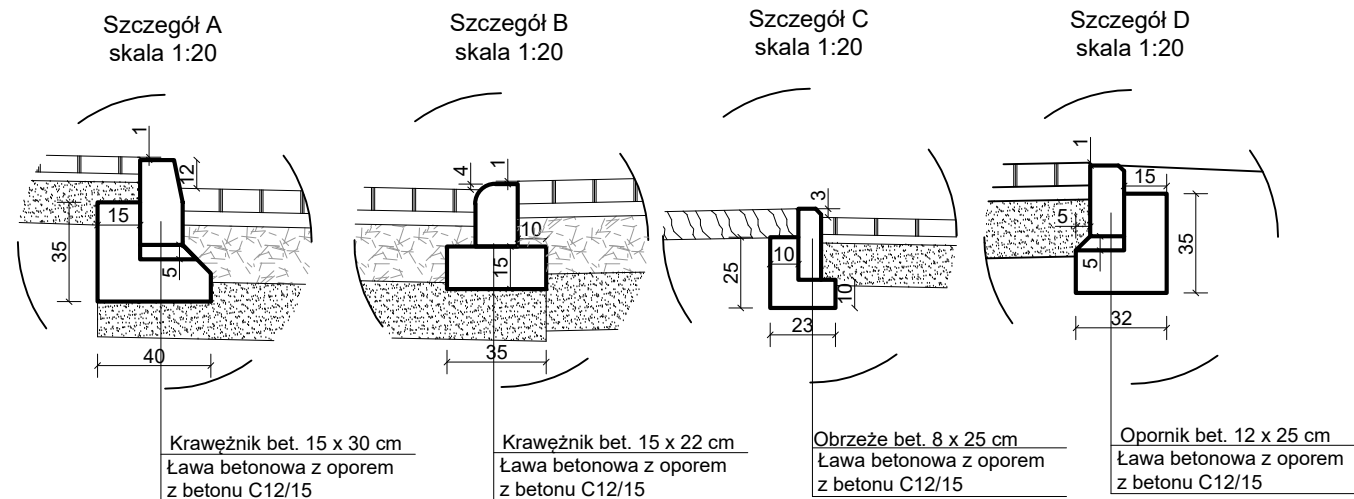 Szczegół A
skala 1:20
1
12
15
35
5
40
Krawężnik bet. 15 x 30 cm
Ława betonowa z oporem
z betonu C12/15
Szczegół B
skala 1:20
4
1
10
15
35
Krawężnik bet. 15 x 22 cm
Ława betonowa z oporem
z betonu C12/15
Szczegół C
skala 1:20
3
10
25
10
23
Obrzeże bet. 8 x 25 cm
Ława betonowa z oporem
z betonu C12/15
Szczegół D
skala 1:20
1
15
5
5
35
32
Opornik bet. 12 x 25 cm
Ława betonowa z oporem
z betonu C12/15